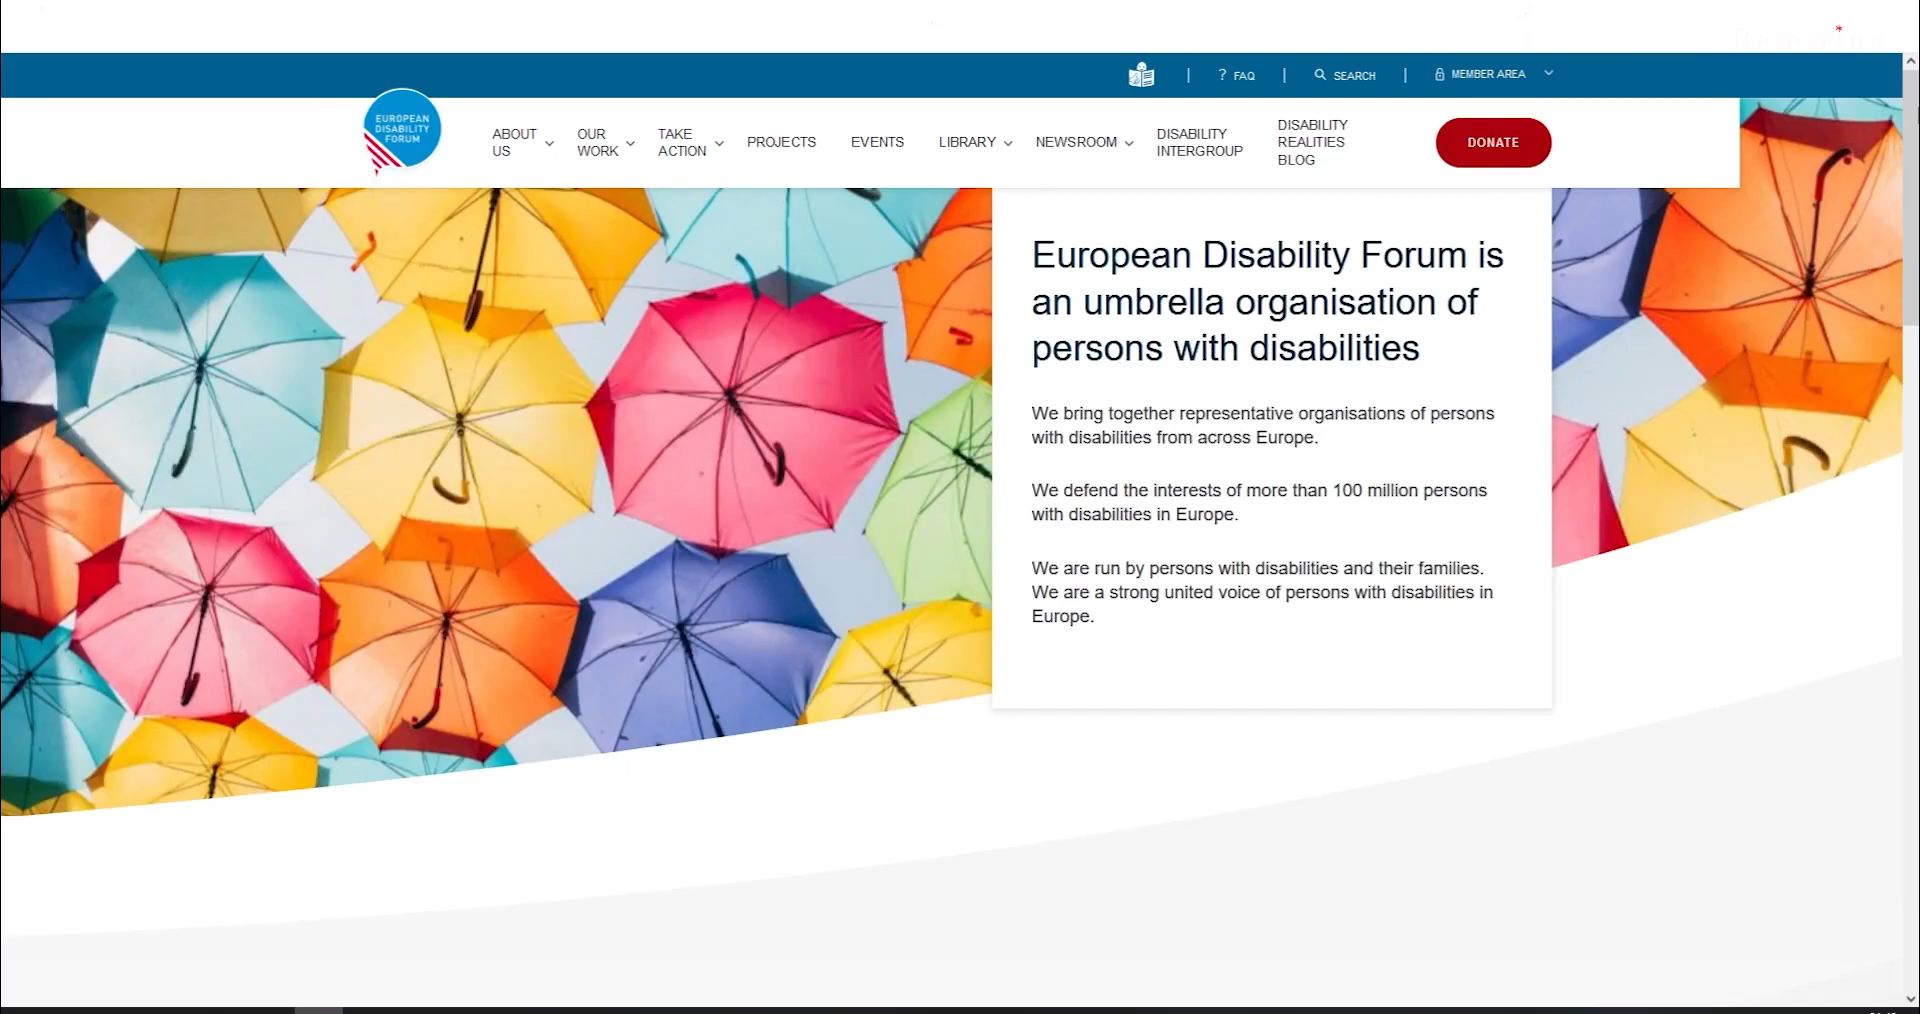 *
? FAQ
SEARCH
MEMBER AREA
EUROPEAN
DISABILITY
FORUM
ABOUT
US
OUR
WORK
TAKE
ACTION
PROJECTS
EVENTS
LIBRARY
NEWSROOM
DISABILITY
INTERGROUP
DISABILITY
REALITIES
BLOG
DONATE
European Disability Forum is
an umbrella organisation of
persons with disabilities
We bring together representative organisations of persons
with disabilities from across Europe.
We defend the interests of more than 100 million persons
with disabilities in Europe.
We are run by persons with disabilities and their families.
We are a strong united voice of persons with disabilities in
Europe.